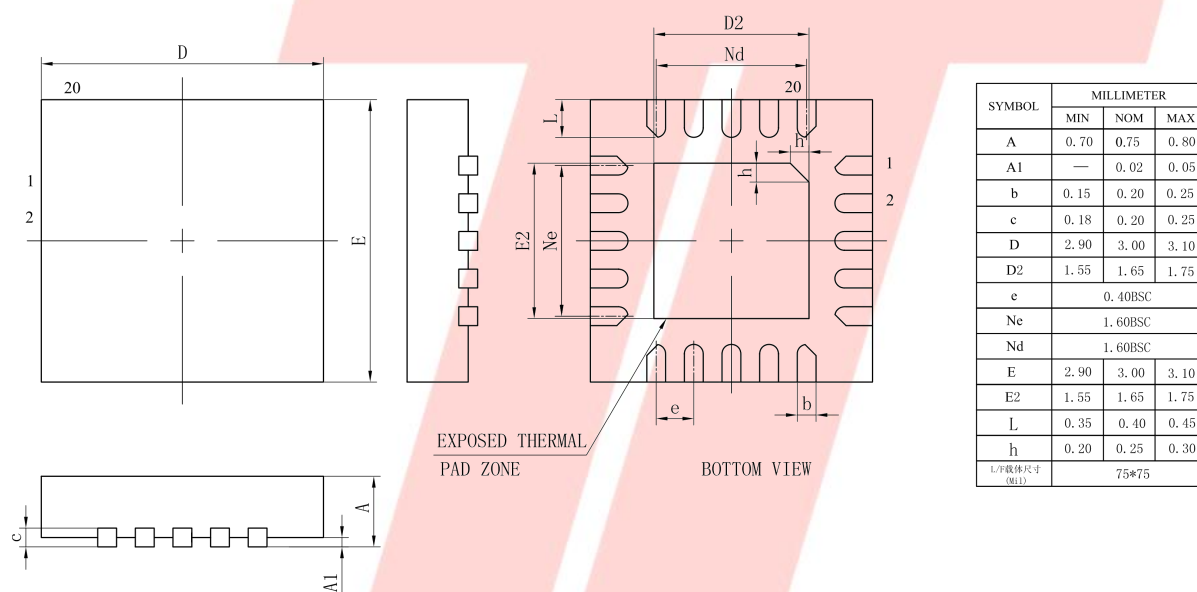 D
20
1
2
E
D2
Nd
20
L
h
h
1
2
E2
Ne
e
b
EXPOSED THERMAL
PAD ZONE
BOTTOM VIEW
c
A
A1
SYMBOL MILLIMETER
MIN NOM MAX
A 0.70 0.75 0.80
A1 — 0.02 0.05
b 0.15 0.20 0.25
c 0.18 0.20 0.25
D 2.90 3.00 3.10
D2 1.55 1.65 1.75
e 0.40BSC
Ne 1.60BSC
Nd 1.60BSC
E 2.90 3.00 3.10
E2 1.55 1.65 1.75
L 0.35 0.40 0.45
h 0.20 0.25 0.30
L/F载体尺寸
(Mil) 75*75